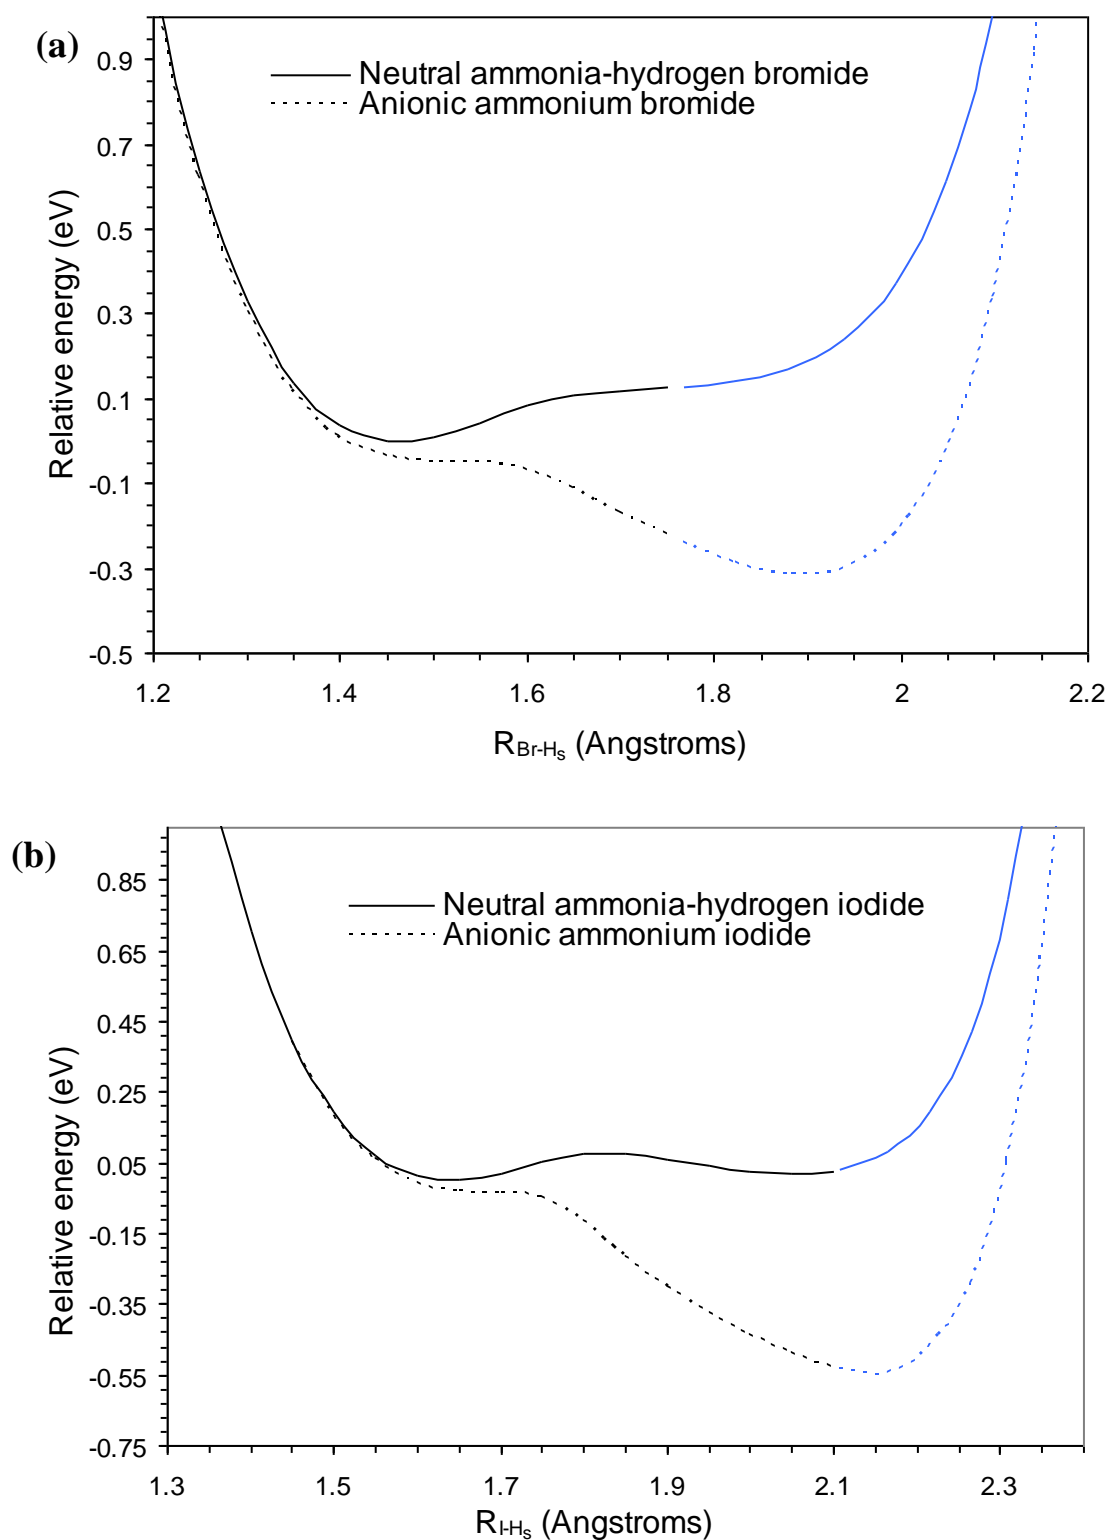 (a)
Neutral ammonia-hydrogen bromide
Anionic ammonium bromide
Relative energy (eV)
0.9
0.7
0.5
0.3
0.1
-0.1
-0.3
-0.5
1.2 1.4 1.6 1.8 2 2.2
R_Br-Hs (Angstroms)
(b)
Neutral ammonia-hydrogen iodide
Anionic ammonium iodide
Relative energy (eV)
0.85
0.65
0.45
0.25
0.05
-0.15
-0.35
-0.55
-0.75
1.3 1.5 1.7 1.9 2.1 2.3
R_I-Hs (Angstroms)